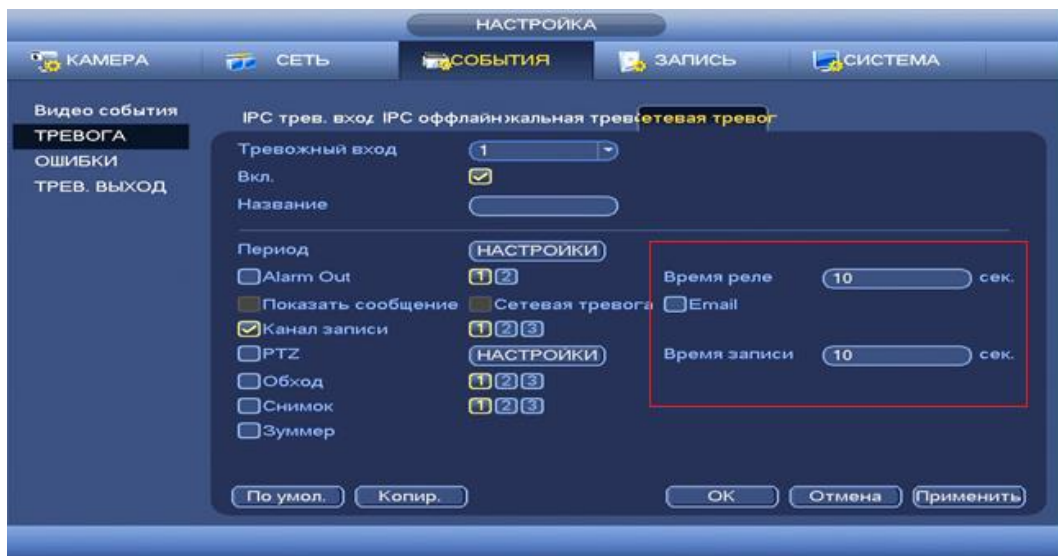 НАСТРОЙКА
КАМЕРА СЕТЬ СОБЫТИЯ ЗАПИСЬ СИСТЕМА
Видео события
ТРЕВОГА
ОШИБКИ
ТРЕВ. ВЫХОД
IPC трев. вход IPC оффлайн жальная трев етевая тревог
Тревожный вход 1
Вкл.
Название
Период НАСТРОЙКИ
Alarm Out 1 2 Время реле 10 сек.
Показать сообщение Сетевая тревога Email
Канал записи 1 2 3
PTZ НАСТРОЙКИ Время записи 10 сек.
Обход 1 2 3
Снимок 1 2 3
Зуммер
По умол. Копир. OK Отмена Применить